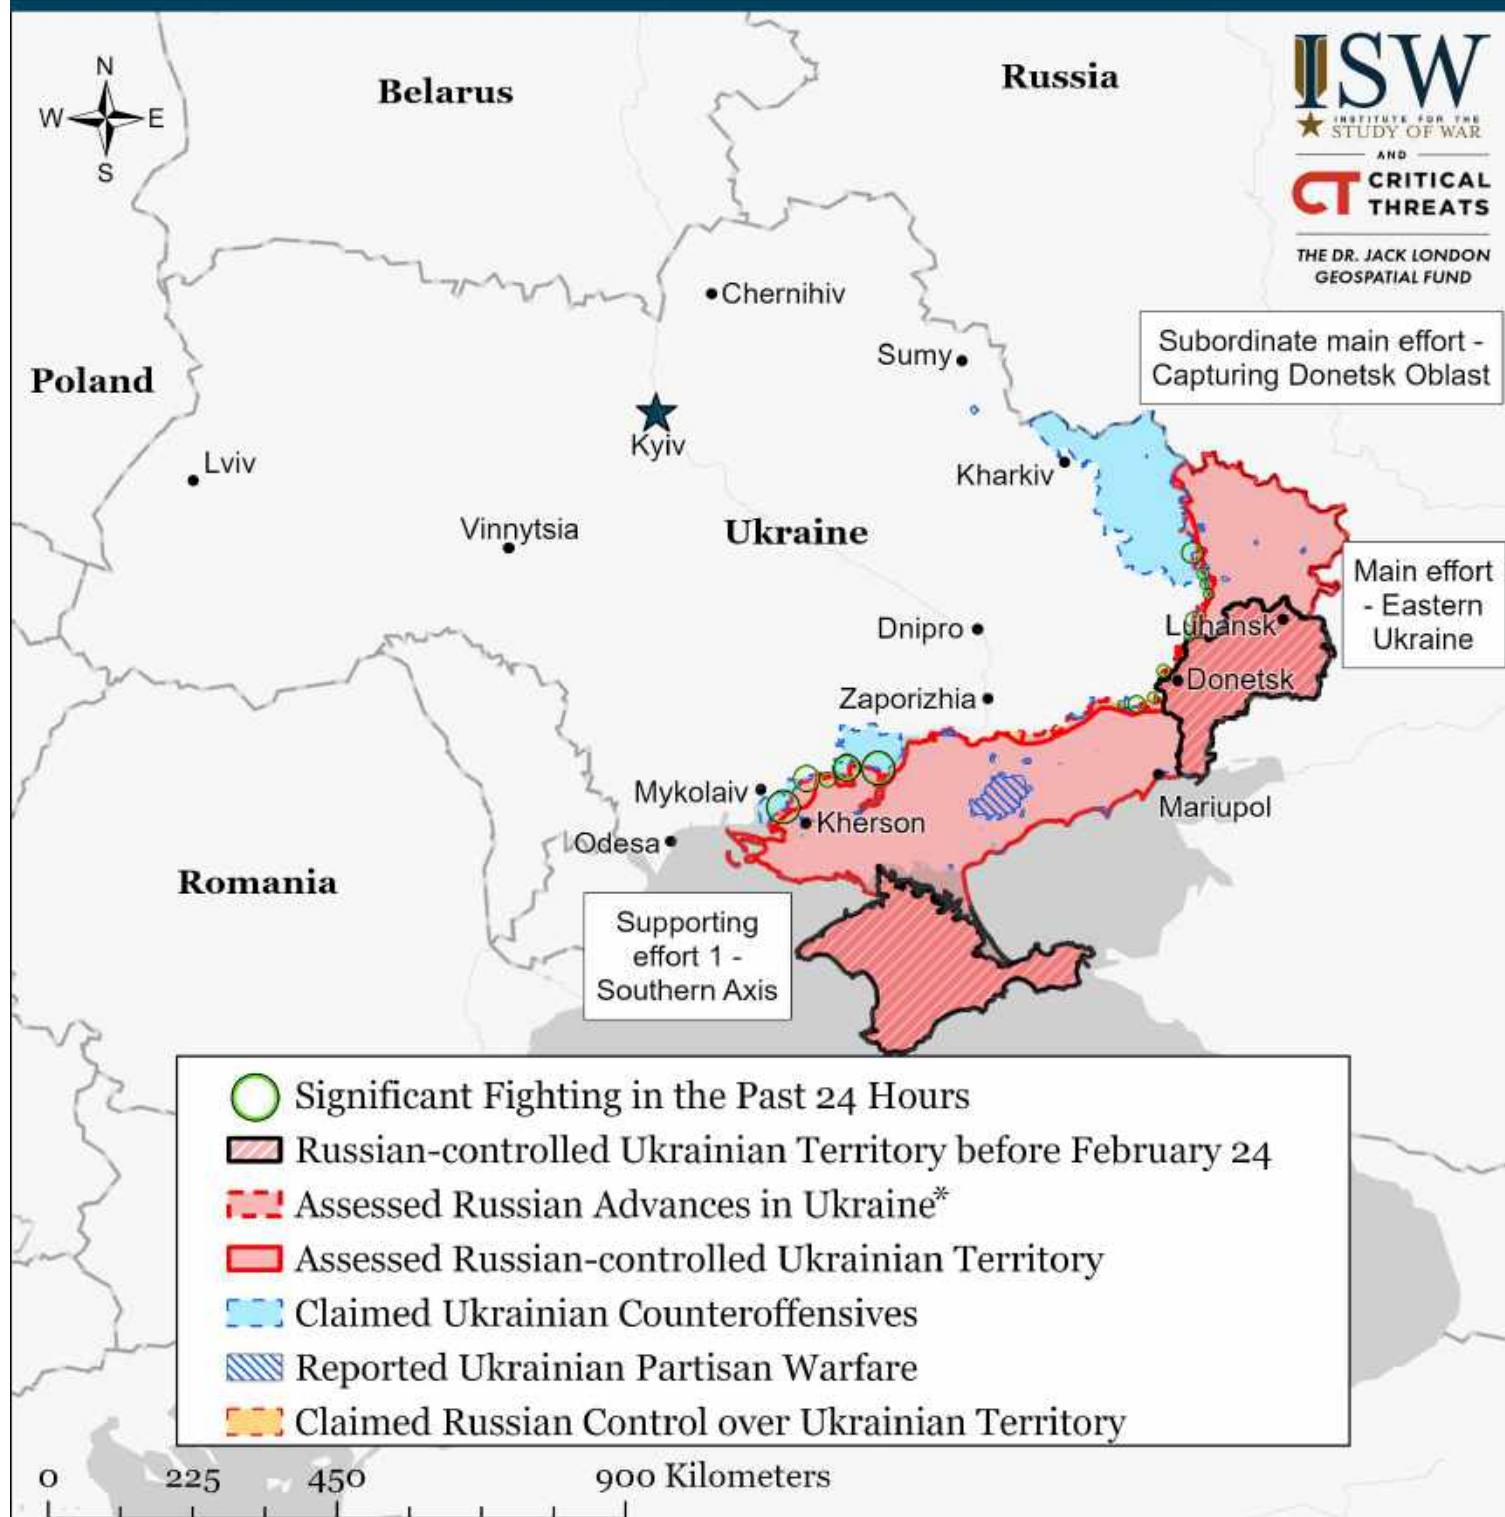 N
W
E
S
Belarus
Russia
ISW
INSTITUTE FOR THE
STUDY OF WAR
AND
CT CRITICAL
THREATS
THE DR. JACK LONDON
GEOSPATIAL FUND
Chernihiv
Subordinate main effort -
Capturing Donetsk Oblast
Sumy
Poland
Kyiv
Lviv
Kharkiv
Vinnytsia
Ukraine
Main effort
- Eastern
Ukraine
Dnipro
Luhansk
Donetsk
Zaporizhia
Mykolaiv
Mariupol
Kherson
Odesa
Romania
Supporting
effort 1 -
Southern Axis
Significant Fighting in the Past 24 Hours
Russian-controlled Ukrainian Territory before February 24
Assessed Russian Advances in Ukraine*
Assessed Russian-controlled Ukrainian Territory
Claimed Ukrainian Counteroffensives
Reported Ukrainian Partisan Warfare
Claimed Russian Control over Ukrainian Territory
0 225 450 900 Kilometers